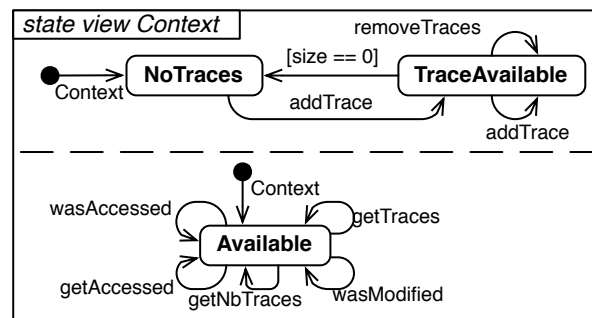 state view Context
removeTraces
[size == 0]
NoTraces
TraceAvailable
Context
addTrace
addTrace
Context
wasAccessed
getTraces
Available
getAccessed
getNbTraces
wasModified